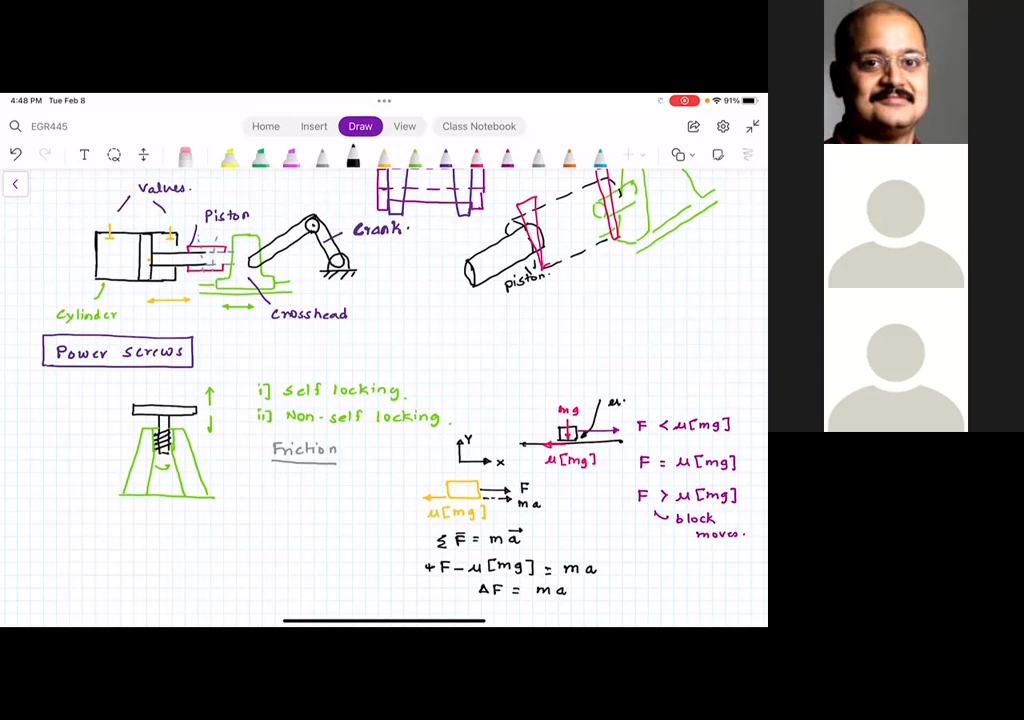 4:48 PM Tue Feb 8
91%
EGR445
Home Insert Draw View Class Notebook
Valves.
Piston
Crank.
piston.
Cylinder
Crosshead
Power screws
i] Self locking.
ii] Non-self locking.
Friction
mg
μ[mg]
F < μ[mg]
F = μ[mg]
F > μ[mg]
block
moves.
Y
X
F
ma
μ[mg]
Σ F̄ = m a⃗
+F - μ[mg] = ma
ΔF = ma